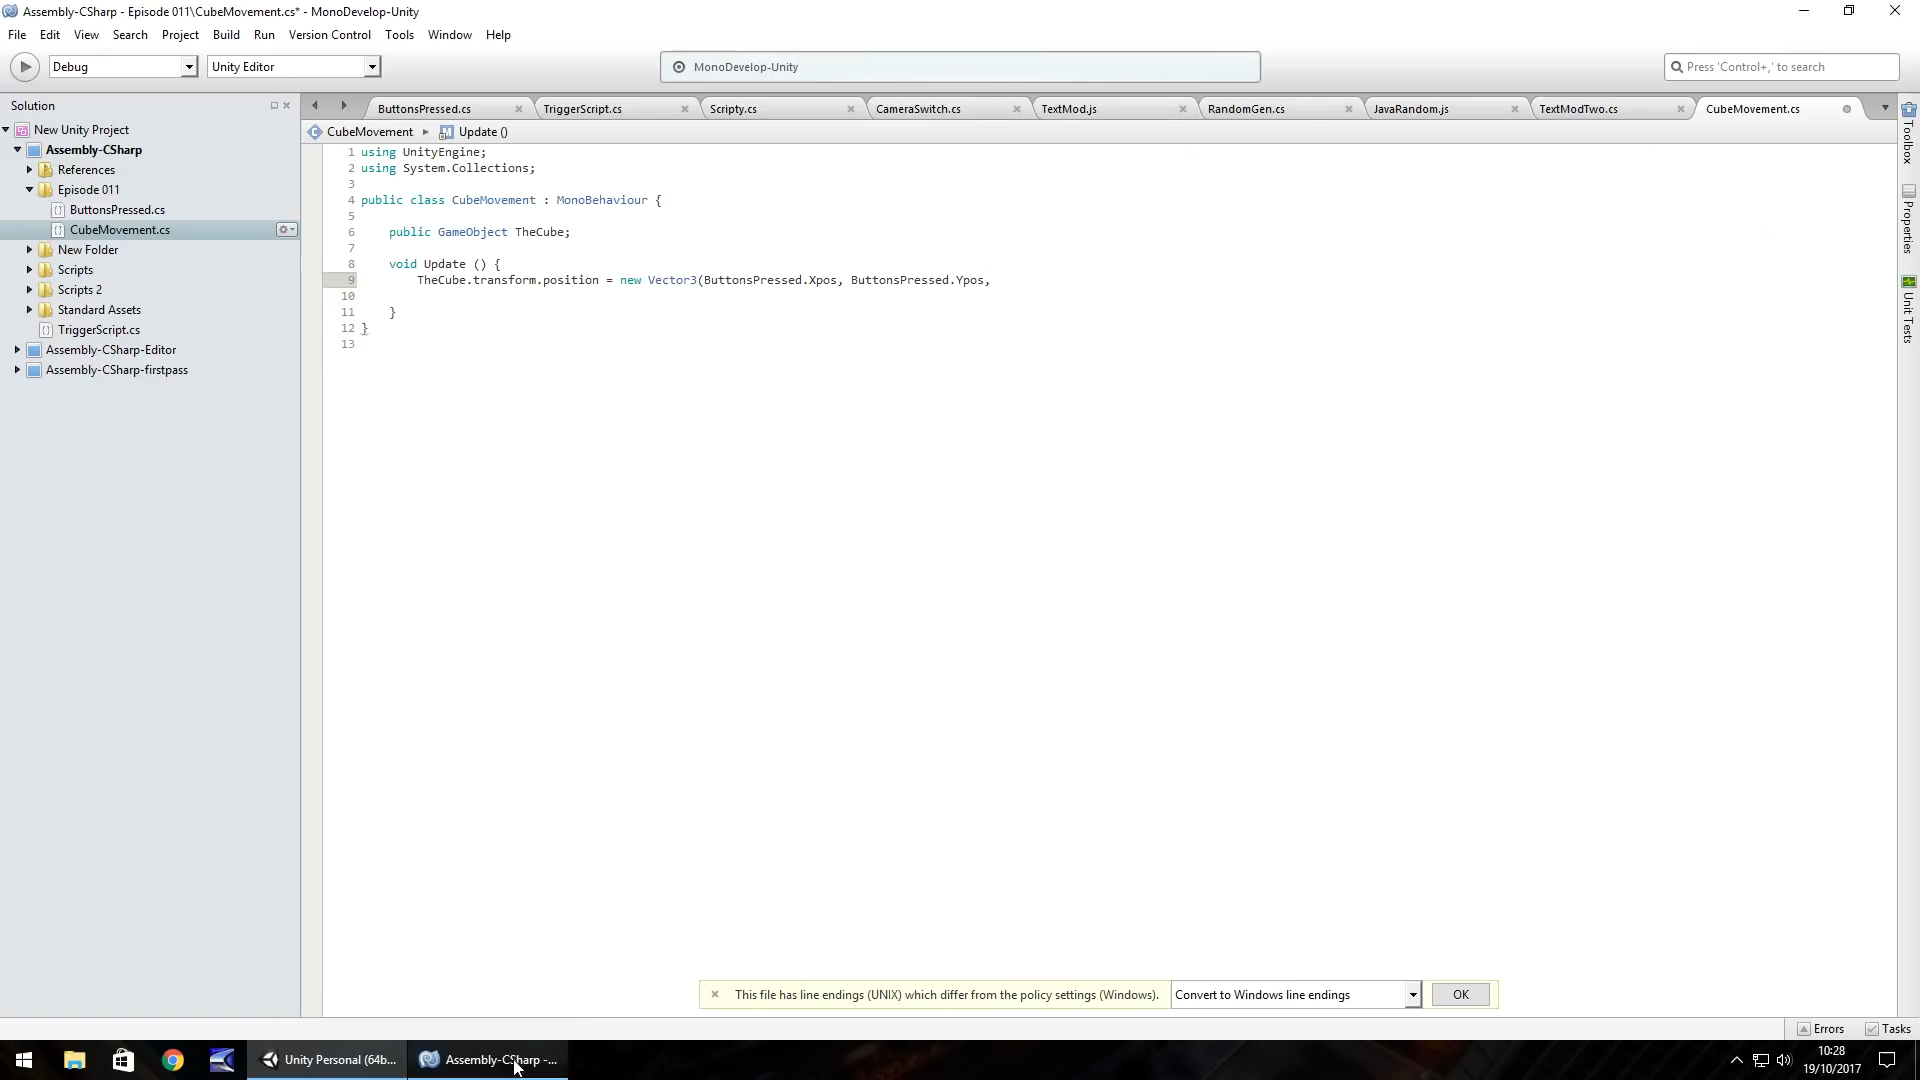 Assembly-CSharp - Episode 011\CubeMovement.cs* - MonoDevelop-Unity
File Edit View Search Project Build Run Version Control Tools Window Help
Debug Unity Editor MonoDevelop-Unity Press 'Control+,' to search
Solution
ButtonsPressed.cs TriggerScript.cs Scripty.cs CameraSwitch.cs TextMod.js RandomGen.cs JavaRandom.js TextModTwo.cs CubeMovement.cs
New Unity Project
Assembly-CSharp
References
Episode 011
ButtonsPressed.cs
CubeMovement.cs
New Folder
Scripts
Scripts 2
Standard Assets
TriggerScript.cs
Assembly-CSharp-Editor
Assembly-CSharp-firstpass
CubeMovement Update ()
1 using UnityEngine;
2 using System.Collections;
3
4 public class CubeMovement : MonoBehaviour {
5
6 public GameObject TheCube;
7
8 void Update () {
9 TheCube.transform.position = new Vector3(ButtonsPressed.Xpos, ButtonsPressed.Ypos,
10
11 }
12 }
13
Toolbox
Properties
Unit Tests
This file has line endings (UNIX) which differ from the policy settings (Windows). Convert to Windows line endings OK
Errors Tasks
Unity Personal (64b... Assembly-CSharp -...
10:28
19/10/2017